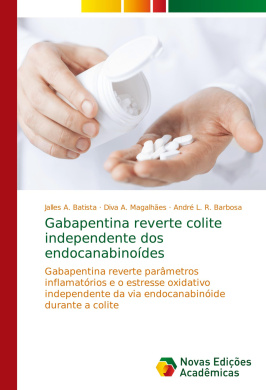 Jalles A. Batista · Diva A. Magalhães · André L. R. Barbosa
Gabapentina reverte colite
independente dos
endocanabinoídes
Gabapentina reverte parâmetros
inflamatórios e o estresse oxidativo
independente da via endocanabinóide
durante a colite
Novas Edições
Acadêmicas